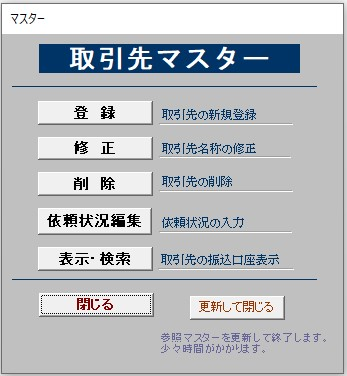 マスター
取引先マスター
登 録 取引先の新規登録
修 正 取引先名称の修正
削 除 取引先の削除
依頼状況編集 依頼状況の入力
表示・検索 取引先の振込口座表示
閉じる 更新して閉じる
参照マスターを更新して終了します。
少々時間がかかります。